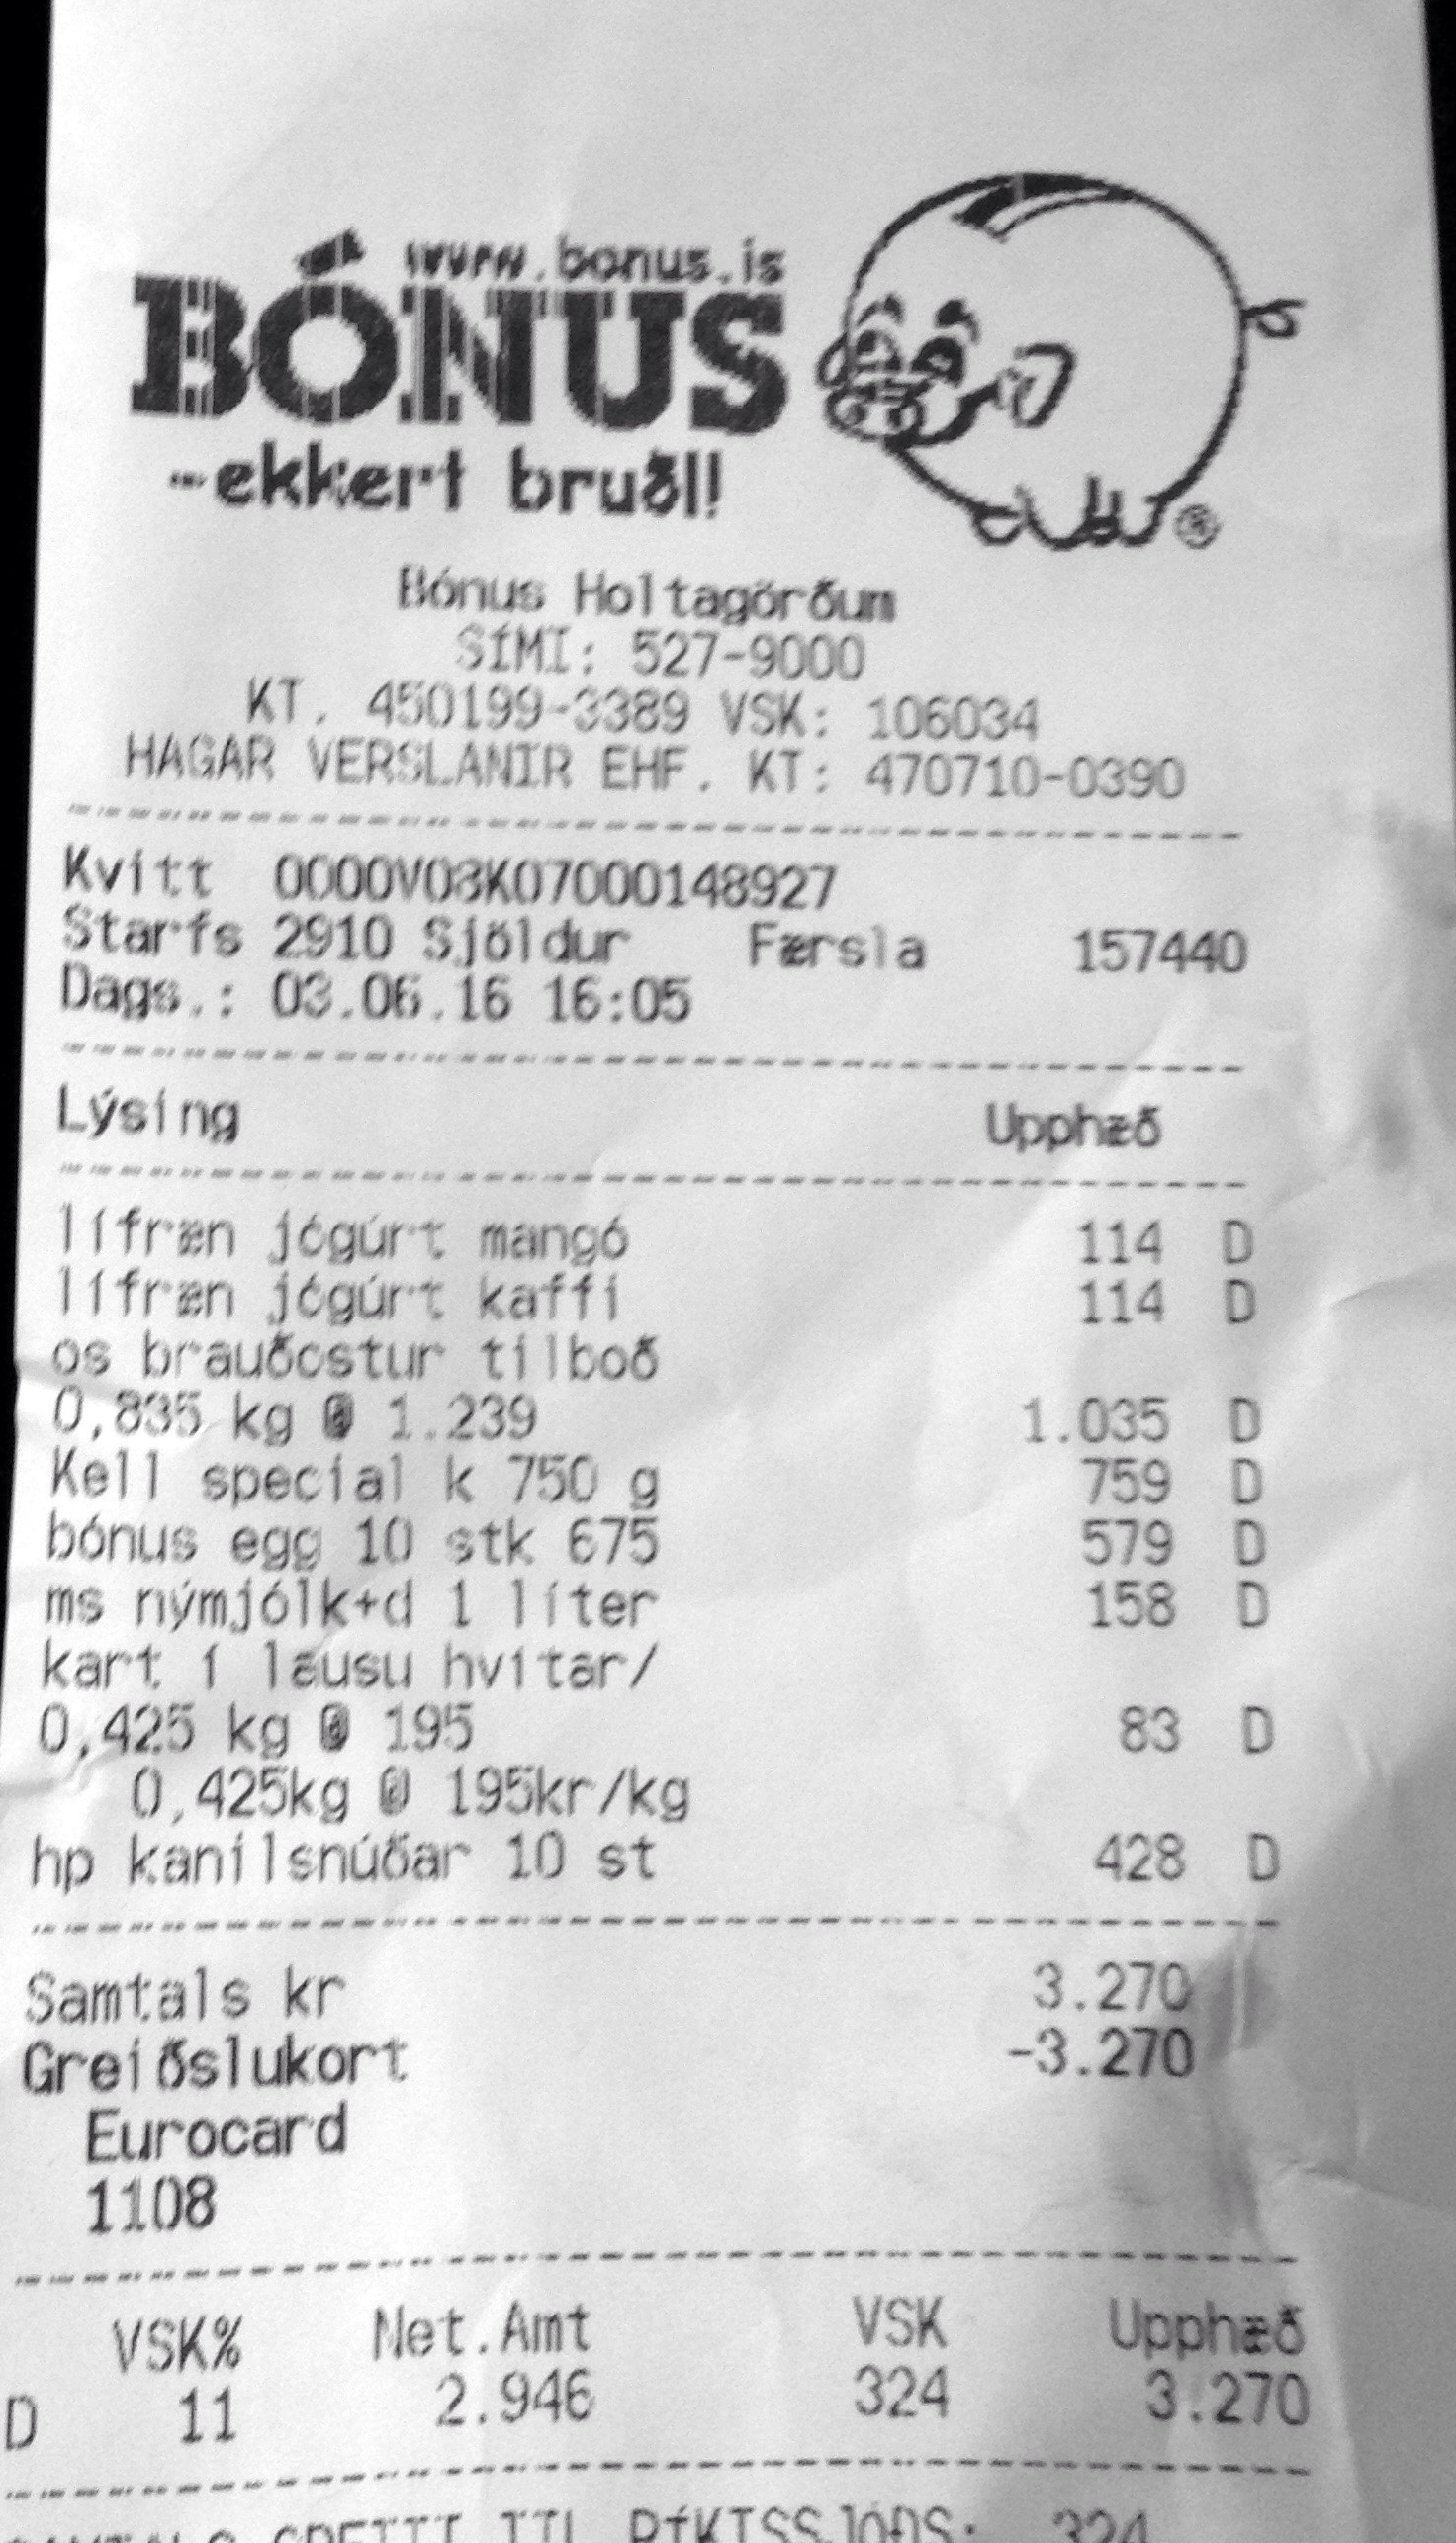 www.bonus.is
BÓNUS
-ekkert bruðl!
Bónus Holtagörðum
SÍMI: 527-9000
KT. 450199-3389 VSK: 106034
HAGAR VERSLANIR EHF. KT: 470710-0390
Kvitt 0000V03K07000148927
Starfs 2910 Sjöldur Færsla 157440
Dags.: 03.06.16 16:05
Lýsing Upphæð
lífræn jógúrt mangó 114 D
lífræn jógúrt kaffi 114 D
os brauðostur tilboð
0,835 kg @ 1.239 1.035 D
Kell special k 750 g 759 D
bónus egg 10 stk 675 579 D
ms nýmjólk+d 1 líter 158 D
kart í lausu hvítar/
0,425 kg @ 195 83 D
0,425kg @ 195kr/kg
hp kanilsnúðar 10 st 428 D
Samtals kr 3.270
Greiðslukort -3.270
Eurocard
1108
VSK% Net.Amt VSK Upphæð
D 11 2.946 324 3.270
TIL RÍKISSJÓÐS: 324